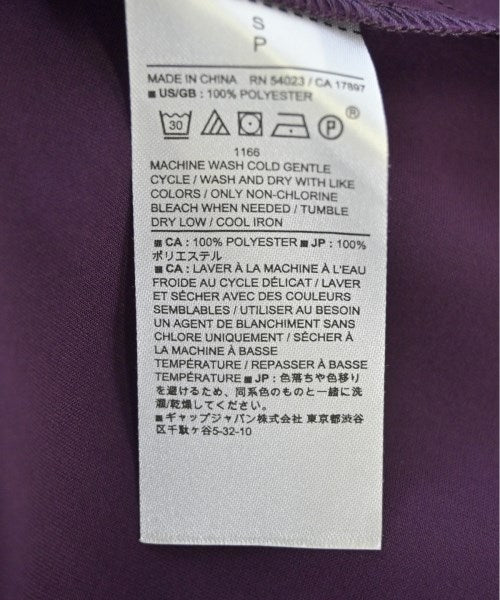 S
P
MADE IN CHINA RN 54023 / CA 17897
■ US/GB : 100% POLYESTER
30 P ®
1166
MACHINE WASH COLD GENTLE
CYCLE / WASH AND DRY WITH LIKE
COLORS / ONLY NON-CHLORINE
BLEACH WHEN NEEDED / TUMBLE
DRY LOW / COOL IRON
■ CA : 100% POLYESTER ■ JP : 100%
ポリエステル
■ CA : LAVER À LA MACHINE À L'EAU
FROIDE AU CYCLE DÉLICAT / LAVER
ET SÉCHER AVEC DES COULEURS
SEMBLABLES / UTILISER AU BESOIN
UN AGENT DE BLANCHIMENT SANS
CHLORE UNIQUEMENT / SÉCHER À
LA MACHINE À BASSE
TEMPÉRATURE / REPASSER À BASSE
TEMPÉRATURE ■ JP : 色落ちや色移り
を避けるため、同系色のものと一緒に洗
濯/乾燥してください。
■ ギャップジャパン株式会社 東京都渋谷
区千駄ヶ谷5-32-10